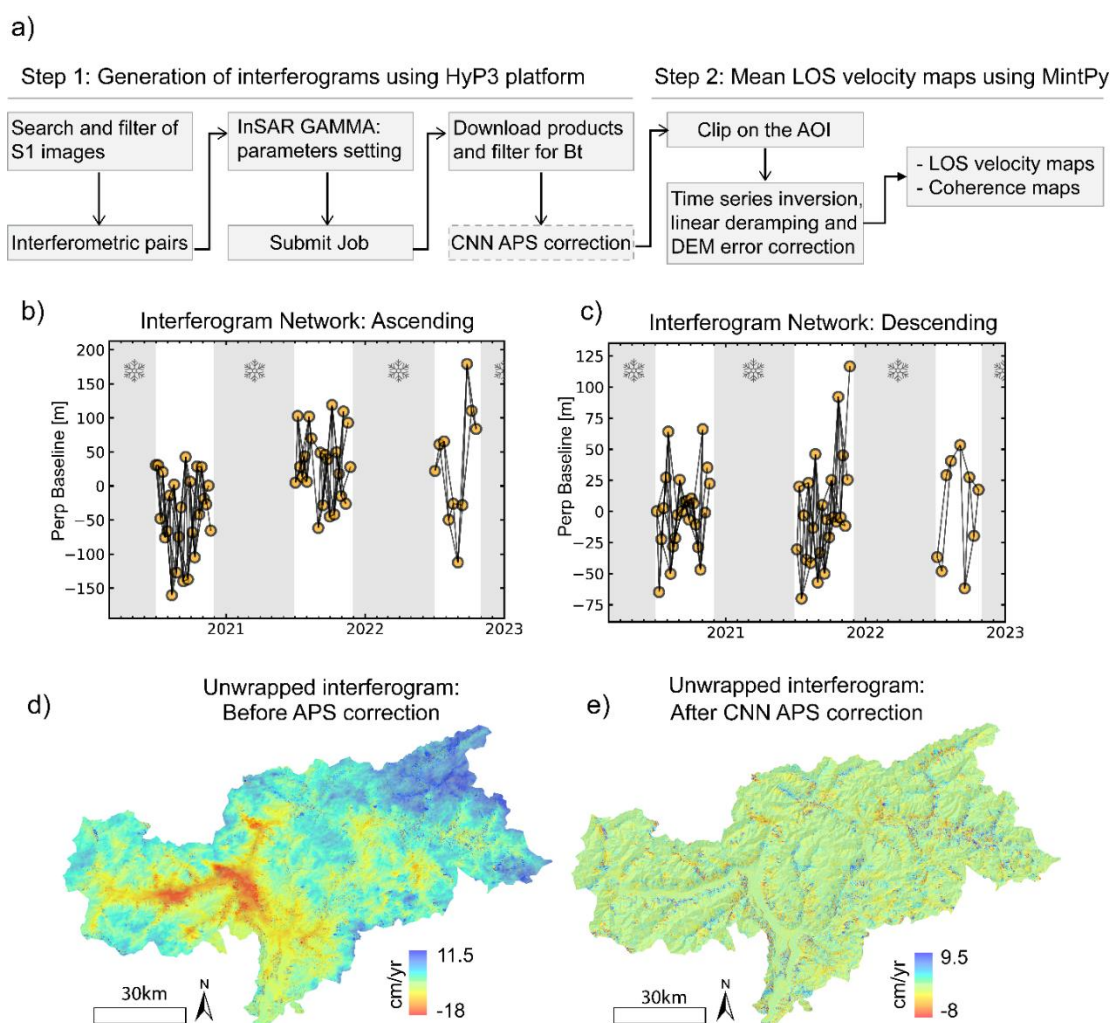 a)
Step 1: Generation of interferograms using HyP3 platform
Step 2: Mean LOS velocity maps using MintPy
Search and filter of
S1 images
InSAR GAMMA:
parameters setting
Download products
and filter for Bt
Clip on the AOI
- LOS velocity maps
- Coherence maps
Interferometric pairs
Submit Job
CNN APS correction
Time series inversion,
linear deramping and
DEM error correction
b)
Interferogram Network: Ascending
Perp Baseline [m]
200
150
100
50
0
−50
−100
−150
2021
2022
2023
c)
Interferogram Network: Descending
Perp Baseline [m]
125
100
75
50
25
0
−25
−50
−75
2021
2022
2023
d)
Unwrapped interferogram:
Before APS correction
cm/yr
11.5
-18
30km
N
e)
Unwrapped interferogram:
After CNN APS correction
cm/yr
9.5
-8
30km
N